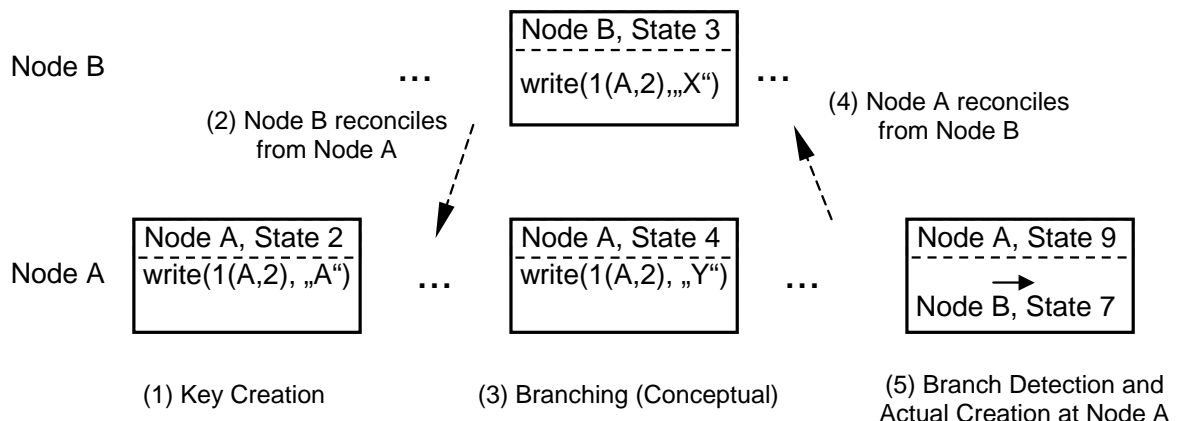 Node B, State 3
Node B
...
...
write(1(A,2),„X“)
(4) Node A reconciles
from Node B
(2) Node B reconciles
from Node A
Node A, State 2
Node A, State 4
Node A, State 9
Node A
write(1(A,2), „A“)
...
write(1(A,2), „Y“)
...
Node B, State 7
(1) Key Creation
(3) Branching (Conceptual)
(5) Branch Detection and
Actual Creation at Node A